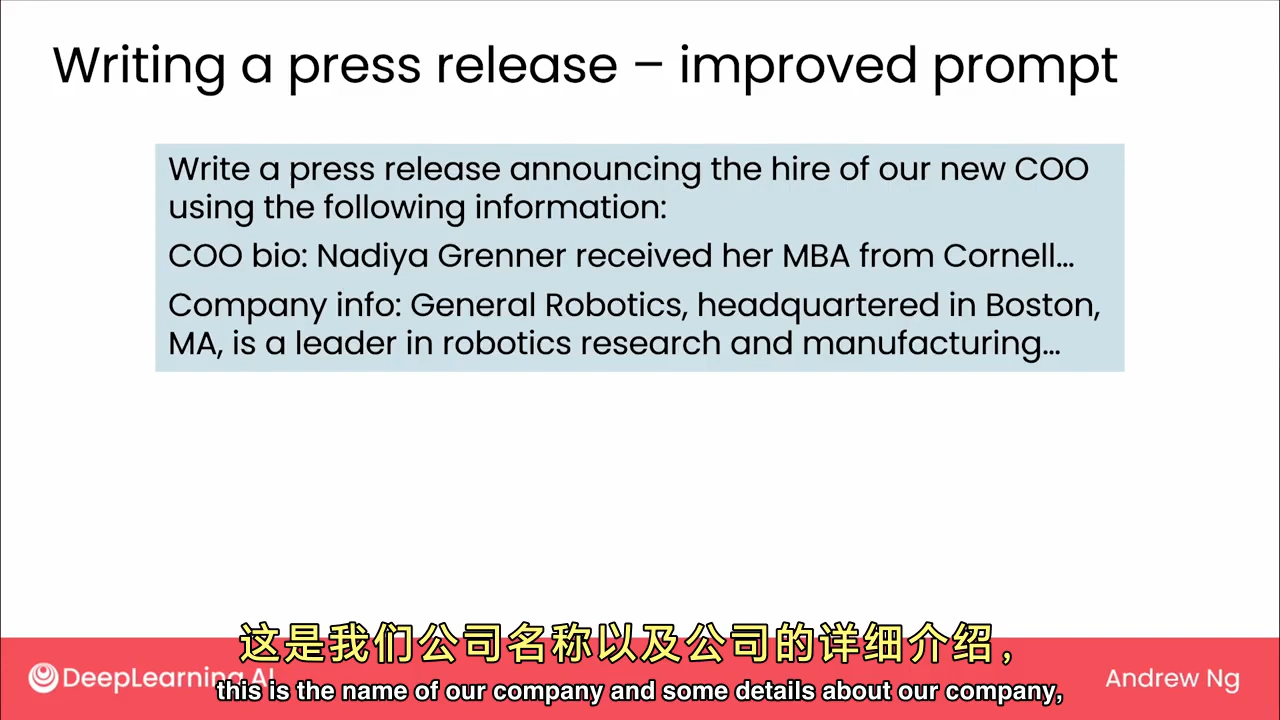 Writing a press release – improved prompt
Write a press release announcing the hire of our new COO
using the following information:
COO bio: Nadiya Grenner received her MBA from Cornell...
Company info: General Robotics, headquartered in Boston,
MA, is a leader in robotics research and manufacturing...
这是我们公司名称以及公司的详细介绍，
DeepLearning.AI
this is the name of our company and some details about our company,
Andrew Ng